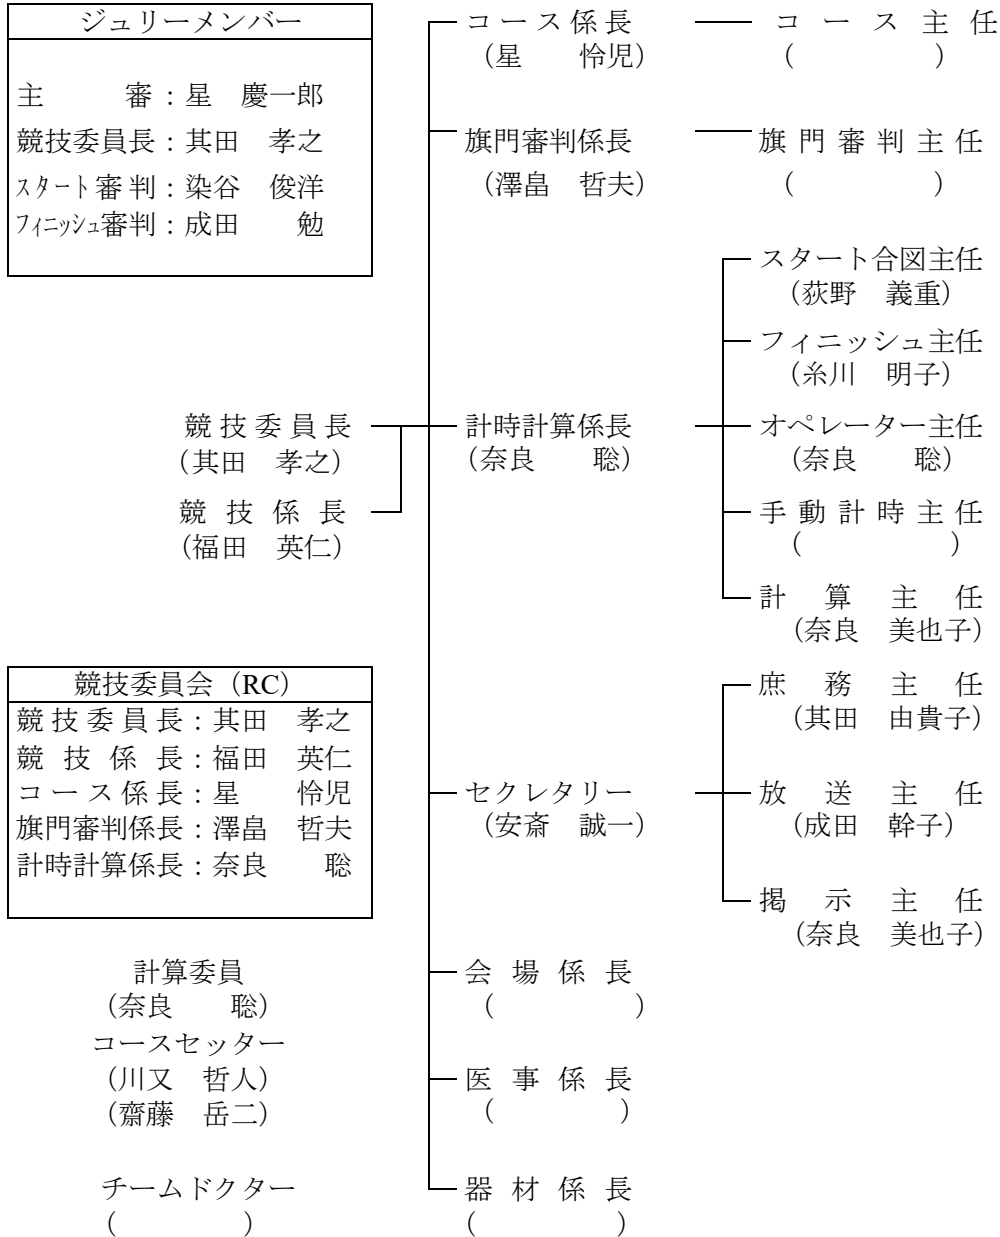 ジュリーメンバー
主　　審：星　慶一郎
競技委員長：其田　孝之
スタート審判：染谷　俊洋
フィニッシュ審判：成田　　勉
コース係長
（星　　怜児）
コース主任
（　　　　　）
旗門審判係長
（澤畠　哲夫）
旗門審判主任
（　　　　　）
スタート合図主任
（荻野　義重）
フィニッシュ主任
（糸川　明子）
競技委員長
（其田　孝之）
競技係長
（福田　英仁）
計時計算係長
（奈良　　聡）
オペレーター主任
（奈良　　聡）
手動計時主任
（　　　　　）
計算主任
（奈良　美也子）
競技委員会（RC）
競技委員長：其田　孝之
競技係長：福田　英仁
コース係長：星　　怜児
旗門審判係長：澤畠　哲夫
計時計算係長：奈良　　聡
セクレタリー
（安斎　誠一）
庶務主任
（其田　由貴子）
放送主任
（成田　幹子）
掲示主任
（奈良　美也子）
計算委員
（奈良　　聡）
コースセッター
（川又　哲人）
（齋藤　岳二）
チームドクター
（　　　　　）
会場係長
（　　　　　）
医事係長
（　　　　　）
器材係長
（　　　　　）